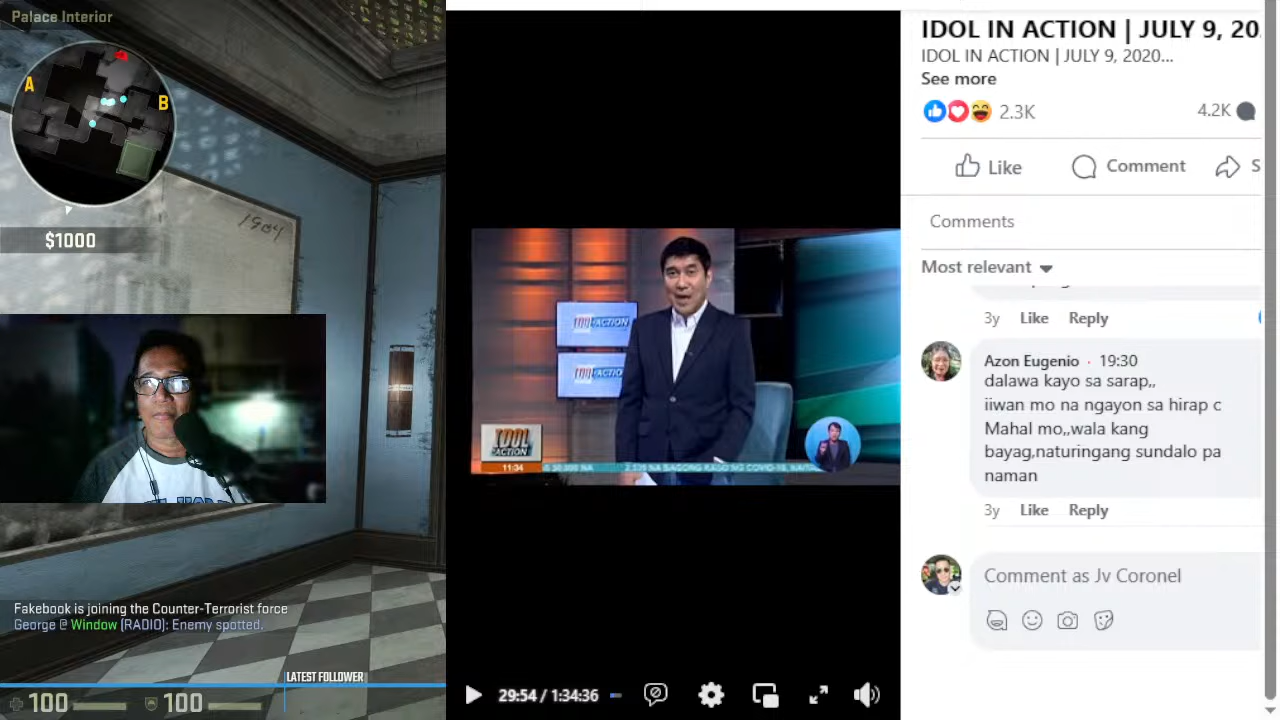 Palace Interior
A
B
$1000
1904
Fakebook is joining the Counter-Terrorist force
George @ Window (RADIO): Enemy spotted.
LATEST FOLLOWER
100
100
IDOL
IN ACTION
11:34
29:54 / 1:34:36
IDOL IN ACTION | JULY 9, 20
IDOL IN ACTION | JULY 9, 2020...
See more
2.3K
4.2K
Like
Comment
S
Comments
Most relevant
3y Like Reply
Azon Eugenio · 19:30
dalawa kayo sa sarap,,
iiwan mo na ngayon sa hirap c
Mahal mo,,wala kang
bayag,naturingang sundalo pa
naman
3y Like Reply
Comment as Jv Coronel